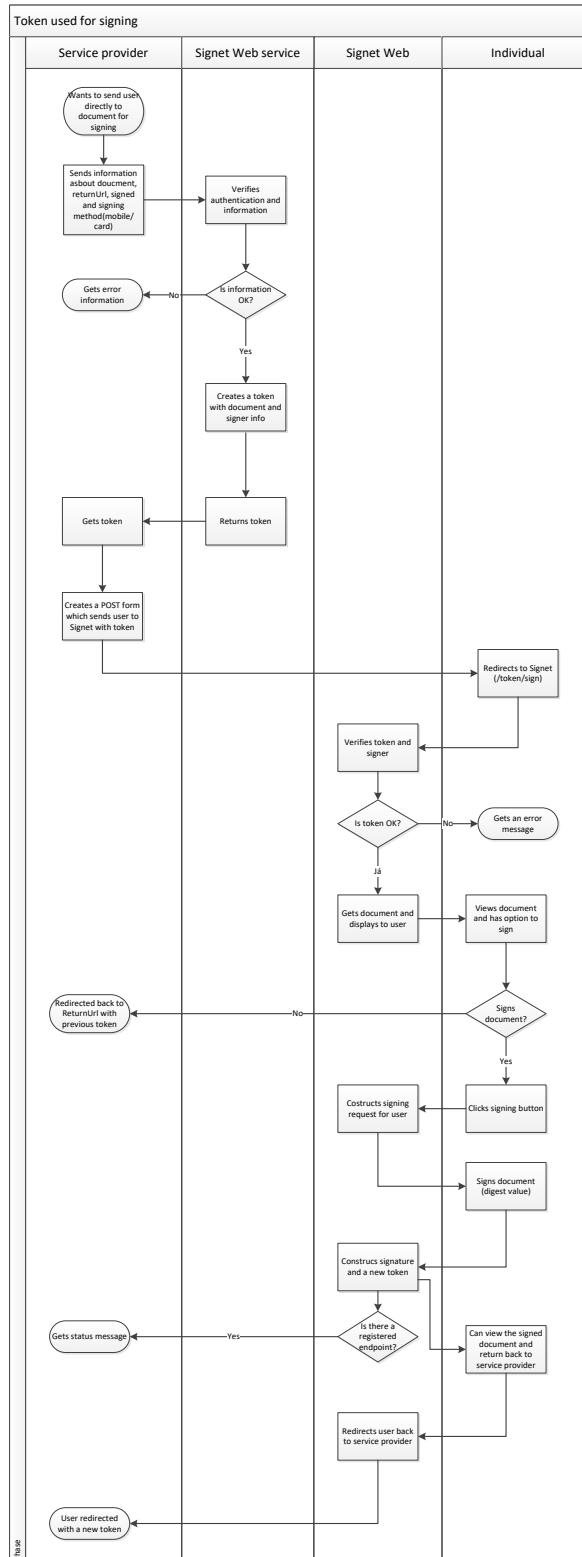 Token used for signing
Service provider
Signet Web service
Signet Web
Individual
Wants to send user
directly to
document for
signing
Sends information
asbout doucment,
returnUrl, signed
and signing
method(mobile/
card)
Verifies
authentication and
information
Gets error
information
No
Is information
OK?
Yes
Creates a token
with document and
signer info
Gets token
Returns token
Creates a POST form
which sends user to
Signet with token
Redirects to Signet
(/token/sign)
Verifies token and
signer
Is token OK?
No
Gets an error
message
Já
Gets document and
displays to user
Views document
and has option to
sign
Redirected back to
ReturnUrl with
previous token
No
Signs
document?
Yes
Costructs signing
request for user
Clicks signing button
Signs document
(digest value)
Construcs signature
and a new token
Gets status message
Yes
Is there a
registered
endpoint?
Can view the signed
document and
return back to
service provider
Redirects user back
to service provider
User redirected
with a new token
hase